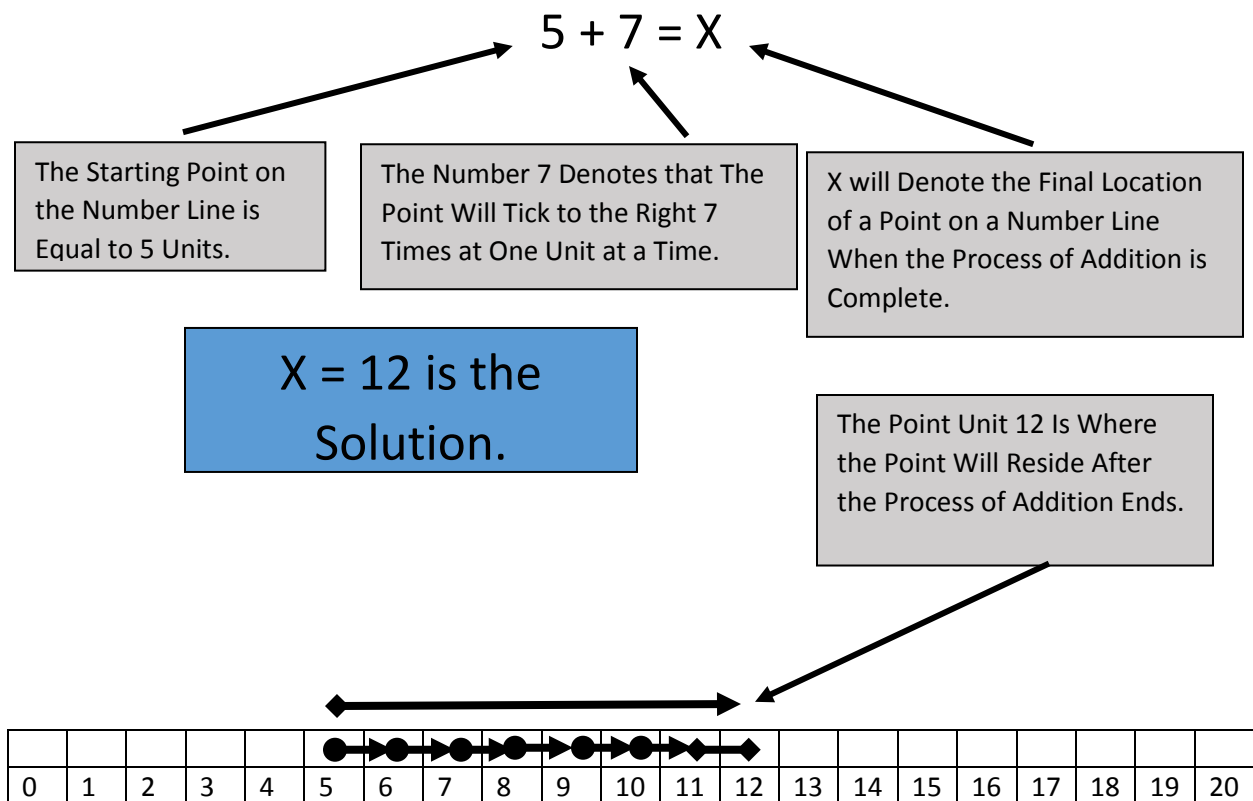 5 + 7 = X
The Starting Point on
the Number Line is
Equal to 5 Units.
The Number 7 Denotes that The
Point Will Tick to the Right 7
Times at One Unit at a Time.
X will Denote the Final Location
of a Point on a Number Line
When the Process of Addition is
Complete.
X = 12 is the
Solution.
The Point Unit 12 Is Where
the Point Will Reside After
the Process of Addition Ends.
0 1 2 3 4 5 6 7 8 9 10 11 12 13 14 15 16 17 18 19 20